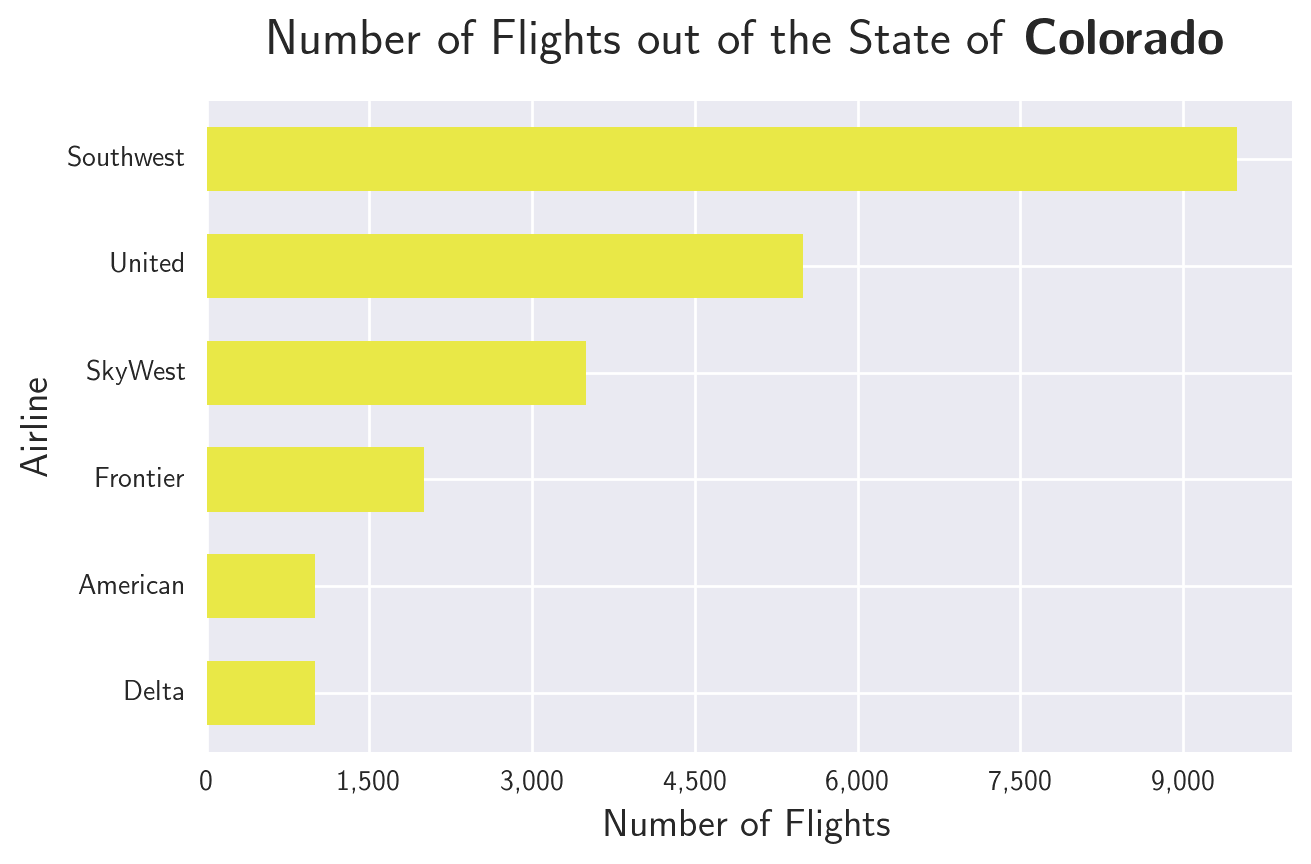 Number of Flights out of the State of Colorado
Southwest
United
SkyWest
Frontier
American
Delta
Airline
0 1,500 3,000 4,500 6,000 7,500 9,000
Number of Flights